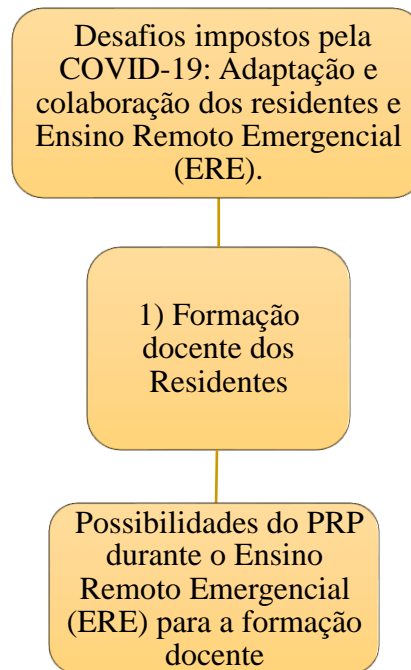 Desafios impostos pela
COVID-19: Adaptação e
colaboração dos residentes e
Ensino Remoto Emergencial
(ERE).
1) Formação
docente dos
Residentes
Possibilidades do PRP
durante o Ensino
Remoto Emergencial
(ERE) para a formação
docente